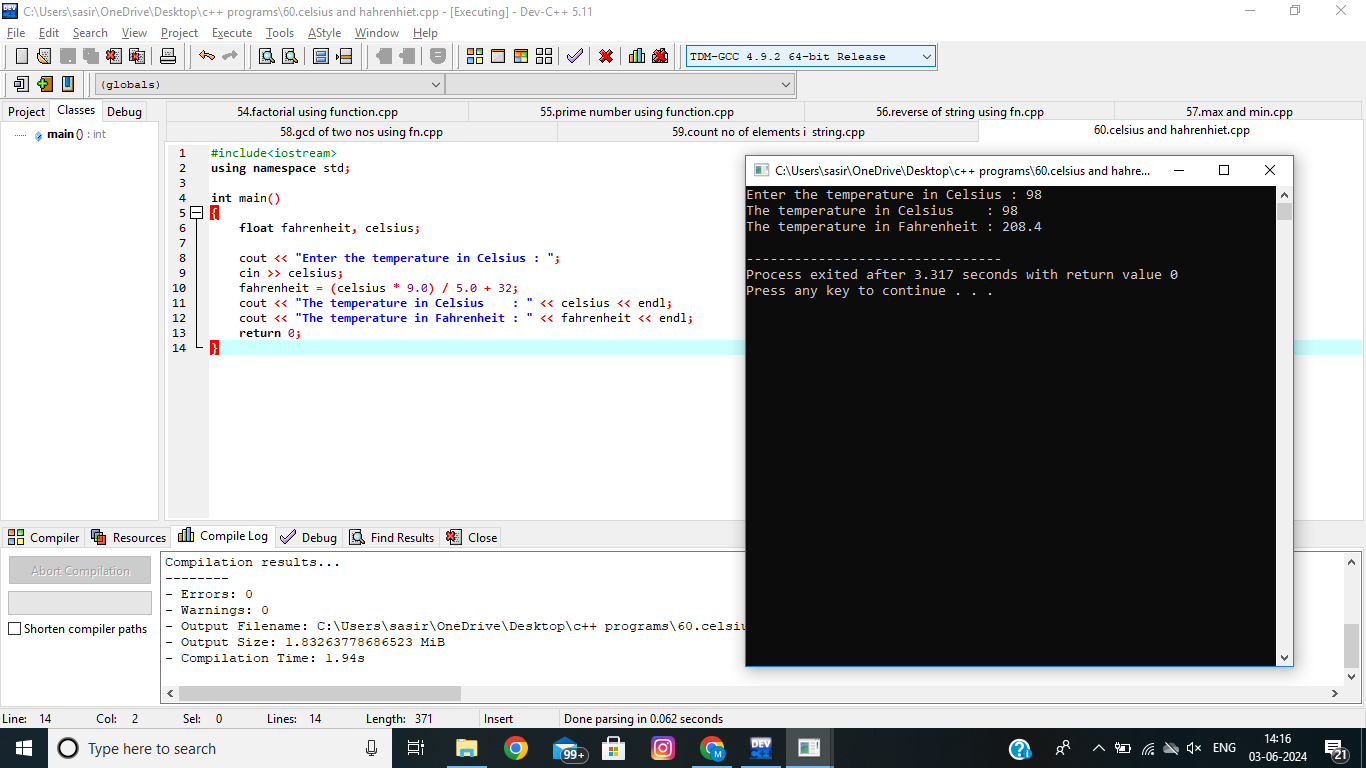 C:\Users\sasir\OneDrive\Desktop\c++ programs\60.celsius and hahrenhiet.cpp - [Executing] - Dev-C++ 5.11
File Edit Search View Project Execute Tools AStyle Window Help
TDM-GCC 4.9.2 64-bit Release
(globals)
Project Classes Debug
54.factorial using function.cpp 55.prime number using function.cpp 56.reverse of string using fn.cpp 57.max and min.cpp
58.gcd of two nos using fn.cpp 59.count no of elements i string.cpp 60.celsius and hahrenhiet.cpp
main () : int
1 #include<iostream>
2 using namespace std;
3
4 int main()
5 {
6 float fahrenheit, celsius;
7
8 cout << "Enter the temperature in Celsius : ";
9 cin >> celsius;
10 fahrenheit = (celsius * 9.0) / 5.0 + 32;
11 cout << "The temperature in Celsius    : " << celsius << endl;
12 cout << "The temperature in Fahrenheit : " << fahrenheit << endl;
13 return 0;
14 }
C:\Users\sasir\OneDrive\Desktop\c++ programs\60.celsius and hahre...
Enter the temperature in Celsius : 98
The temperature in Celsius    : 98
The temperature in Fahrenheit : 208.4
--------------------------------
Process exited after 3.317 seconds with return value 0
Press any key to continue . . .
Compiler Resources Compile Log Debug Find Results Close
Abort Compilation
Shorten compiler paths
Compilation results...
--------
- Errors: 0
- Warnings: 0
- Output Filename: C:\Users\sasir\OneDrive\Desktop\c++ programs\60.celsiu
- Output Size: 1.83263778686523 MiB
- Compilation Time: 1.94s
Line: 14 Col: 2 Sel: 0 Lines: 14 Length: 371 Insert Done parsing in 0.062 seconds
Type here to search
99+
M
DEV
ENG
14:16
03-06-2024
21